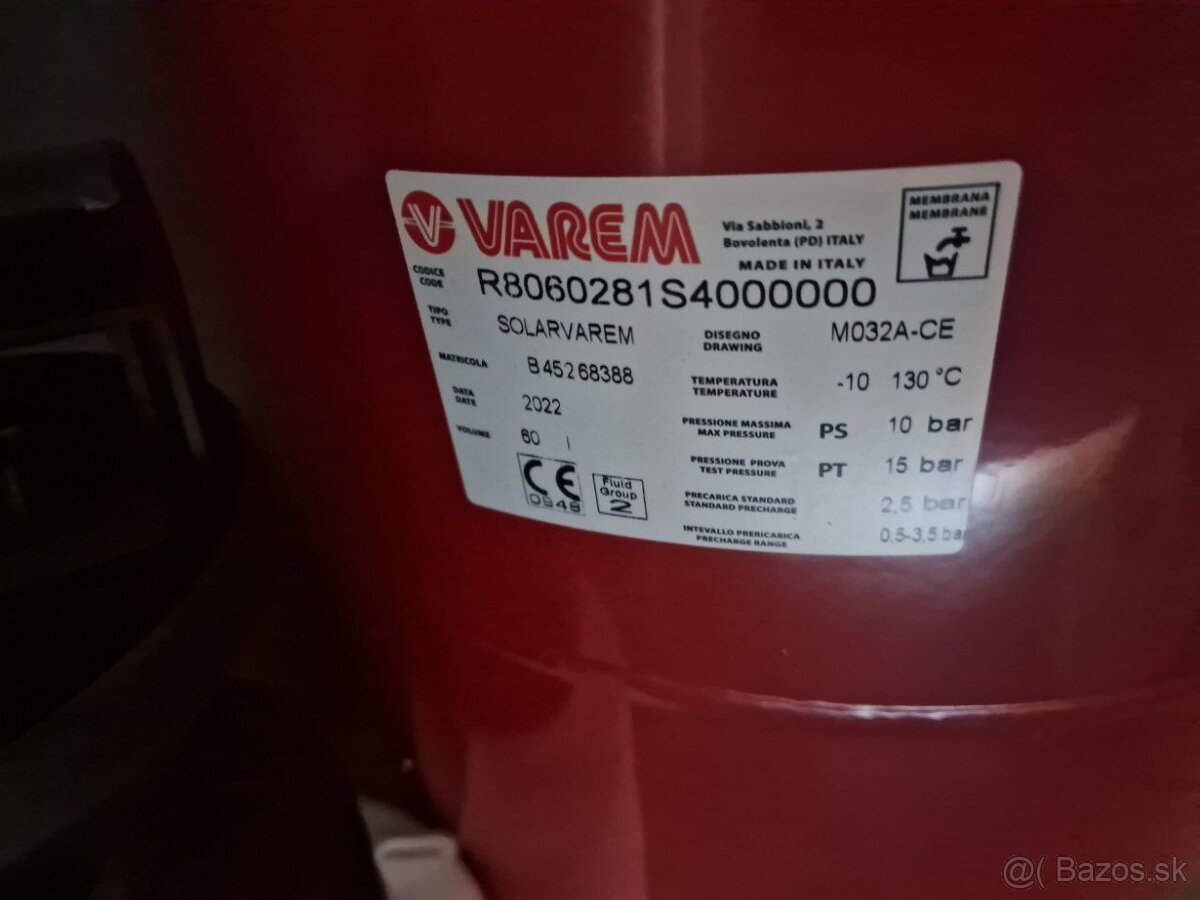 VAREM
Via Sabbioni, 2
Bovolenta (PD) ITALY
MADE IN ITALY
MEMBRANA
MEMBRANE
CODICE
CODE
R8060281S4000000
TIPO
TYPE
SOLARVAREM
DISEGNO
DRAWING
M032A-CE
MATRICOLA
B45268388
TEMPERATURA
TEMPERATURE
-10 130 °C
DATA
DATE
2022
PRESSIONE MASSIMA
MAX PRESSURE
PS
10 bar
VOLUME
60 l
PRESSIONE PROVA
TEST PRESSURE
PT
15 bar
CE
0948
Fluid
Group
2
PRECARICA STANDARD
STANDARD PRECHARGE
2,5 bar
INTEVALLO PRERICARICA
PRECHARGE RANGE
0,5-3,5 bar
@( Bazos.sk